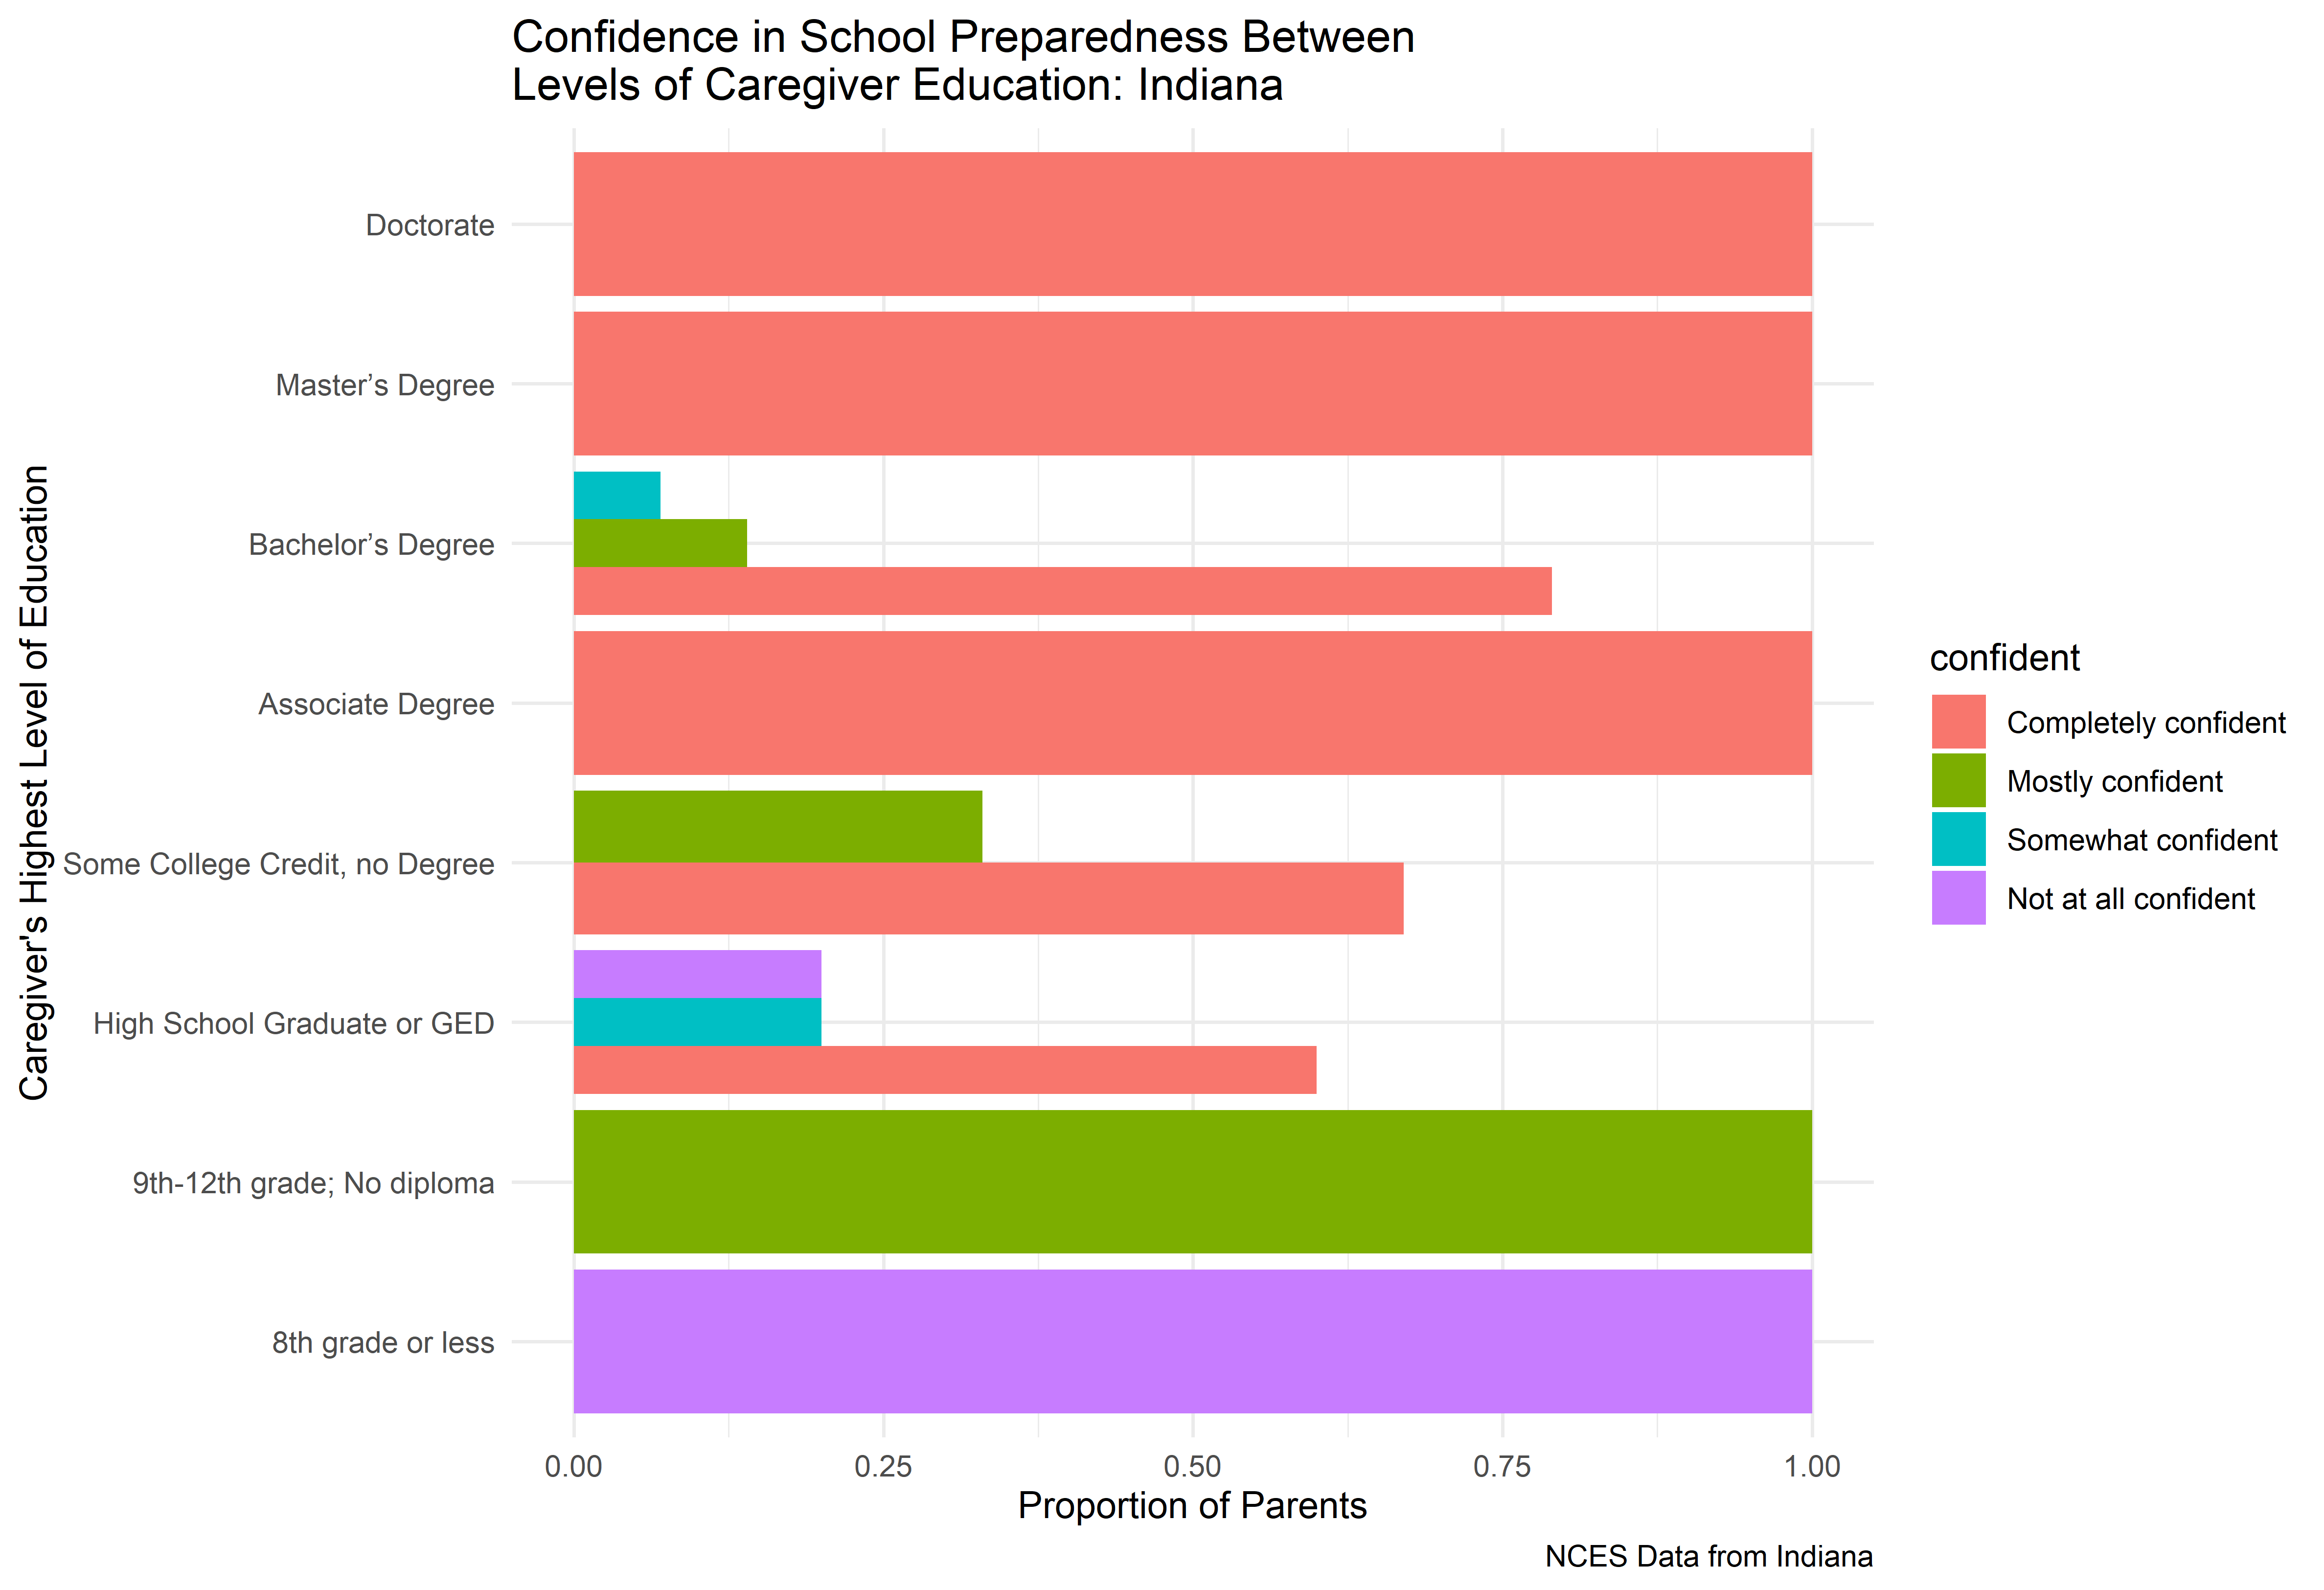 Confidence in School Preparedness Between
Levels of Caregiver Education: Indiana
Caregiver's Highest Level of Education
Doctorate
Master’s Degree
Bachelor’s Degree
Associate Degree
Some College Credit, no Degree
High School Graduate or GED
9th-12th grade; No diploma
8th grade or less
0.00 0.25 0.50 0.75 1.00
Proportion of Parents
confident
Completely confident
Mostly confident
Somewhat confident
Not at all confident
NCES Data from Indiana